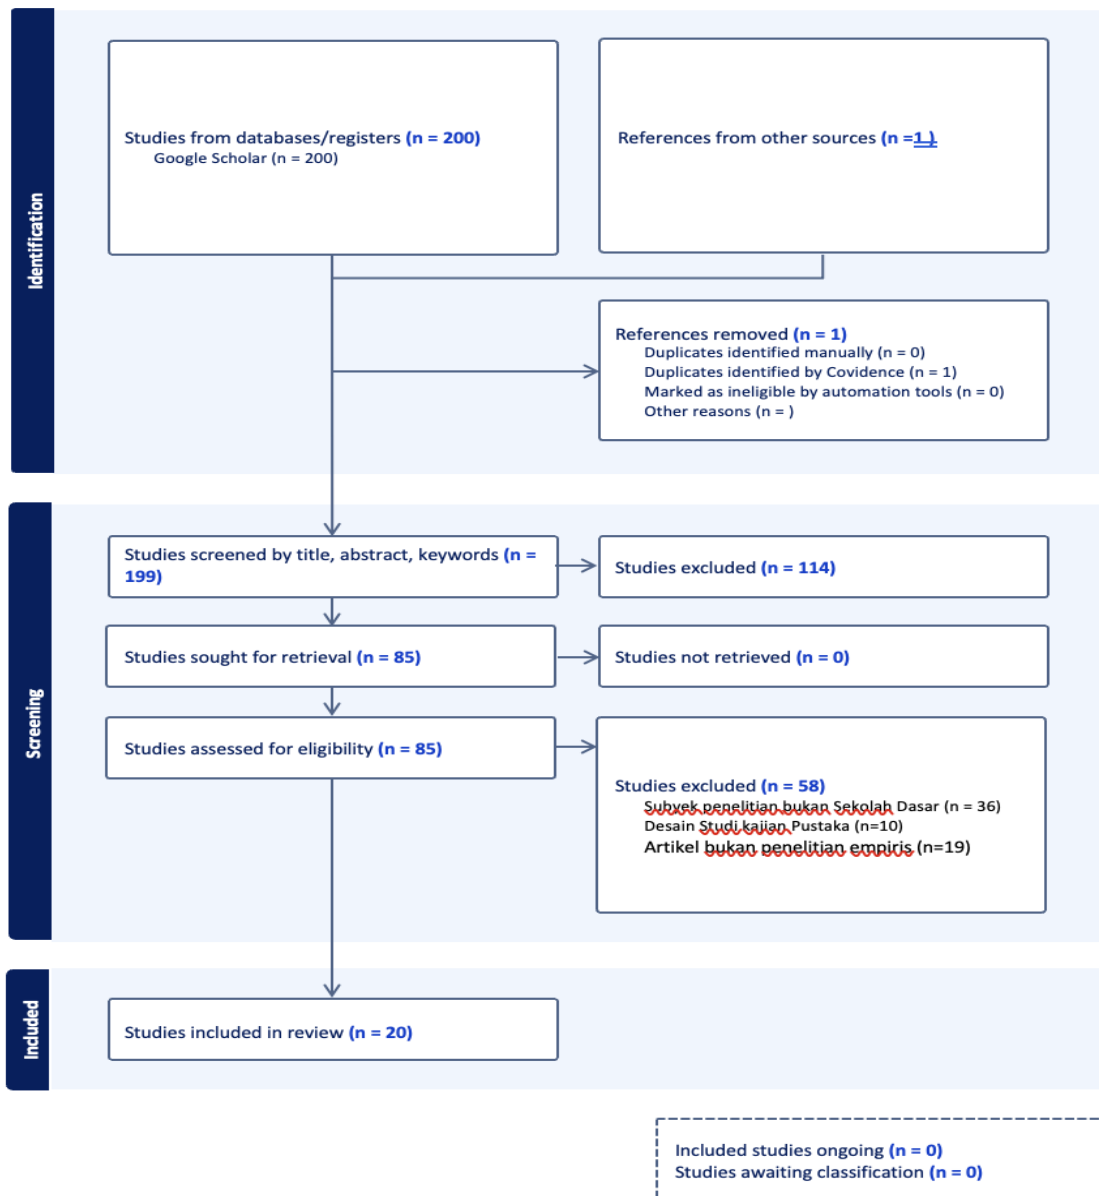 Identification
Studies from databases/registers (n = 200)
Google Scholar (n = 200)
References from other sources (n =1 )
References removed (n = 1)
Duplicates identified manually (n = 0)
Duplicates identified by Covidence (n = 1)
Marked as ineligible by automation tools (n = 0)
Other reasons (n = )
Screening
Studies screened by title, abstract, keywords (n =
199)
Studies excluded (n = 114)
Studies sought for retrieval (n = 85)
Studies not retrieved (n = 0)
Studies assessed for eligibility (n = 85)
Studies excluded (n = 58)
Subyek penelitian bukan Sekolah Dasar (n = 36)
Desain Studi kajian Pustaka (n=10)
Artikel bukan penelitian empiris (n=19)
Included
Studies included in review (n = 20)
Included studies ongoing (n = 0)
Studies awaiting classification (n = 0)